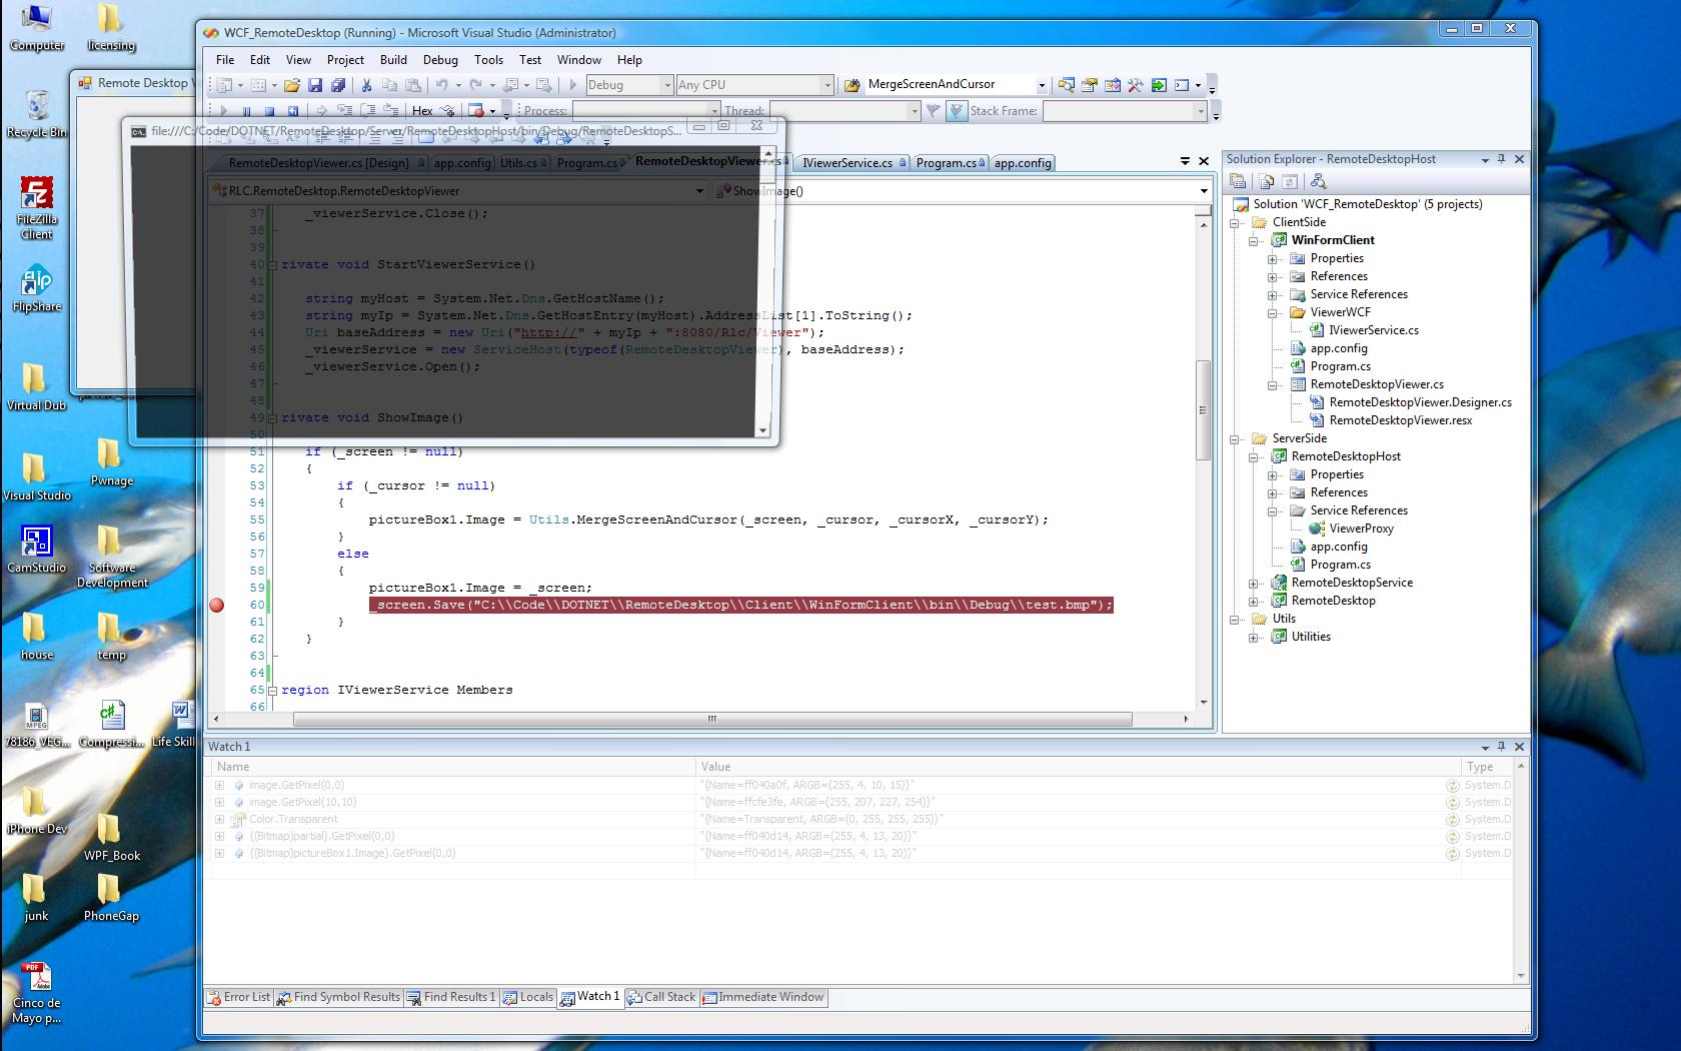 Computer
licensing
Recycle Bin
FileZilla
Client
FlipShare
Virtual Dub
Visual Studio
Pwnage
CamStudio
Software
Development
house
temp
78186_VEG...
Compressi...
Life Skill
iPhone Dev
WPF_Book
junk
PhoneGap
Cinco de
Mayo p...
Remote Desktop V
WCF_RemoteDesktop (Running) - Microsoft Visual Studio (Administrator)
File Edit View Project Build Debug Tools Test Window Help
Debug Any CPU MergeScreenAndCursor
Hex Process: Thread: Stack Frame:
file:///C:/Code/DOTNET/RemoteDesktop/Server/RemoteDesktopHost/bin/Debug/RemoteDesktopS...
RemoteDesktopViewer.cs [Design] app.config Utils.cs Program.cs RemoteDesktopViewer.cs IViewerService.cs Program.cs app.config
RLC.RemoteDesktop.RemoteDesktopViewer ShowImage()
37 _viewerService.Close();
38
39
40 rivate void StartViewerService()
41
42 string myHost = System.Net.Dns.GetHostName();
43 string myIp = System.Net.Dns.GetHostEntry(myHost).AddressList[1].ToString();
44 Uri baseAddress = new Uri("http://" + myIp + ":8080/Rlc/Viewer");
45 _viewerService = new ServiceHost(typeof(RemoteDesktopViewer), baseAddress);
46 _viewerService.Open();
47
48
49 rivate void ShowImage()
50
51 if (_screen != null)
52 {
53 if (_cursor != null)
54 {
55 pictureBox1.Image = Utils.MergeScreenAndCursor(_screen, _cursor, _cursorX, _cursorY);
56 }
57 else
58 {
59 pictureBox1.Image = _screen;
60 _screen.Save("C:\\Code\\DOTNET\\RemoteDesktop\\Client\\WinFormClient\\bin\\Debug\\test.bmp");
61 }
62 }
63
64
65 region IViewerService Members
66
Solution Explorer - RemoteDesktopHost
Solution 'WCF_RemoteDesktop' (5 projects)
ClientSide
WinFormClient
Properties
References
Service References
ViewerWCF
IViewerService.cs
app.config
Program.cs
RemoteDesktopViewer.cs
RemoteDesktopViewer.Designer.cs
RemoteDesktopViewer.resx
ServerSide
RemoteDesktopHost
Properties
References
Service References
ViewerProxy
app.config
Program.cs
RemoteDesktopService
RemoteDesktop
Utils
Utilities
Watch 1
Name Value Type
image.GetPixel(0,0) "{Name=ff040a0f, ARGB=(255, 4, 10, 15)}" System.D
image.GetPixel(10,10) "{Name=ffcfe3fe, ARGB=(255, 207, 227, 254)}" System.D
Color.Transparent "{Name=Transparent, ARGB=(0, 255, 255, 255)}" System.D
((Bitmap)partial).GetPixel(0,0) "{Name=ff040d14, ARGB=(255, 4, 13, 20)}" System.D
((Bitmap)pictureBox1.Image).GetPixel(0,0) "{Name=ff040d14, ARGB=(255, 4, 13, 20)}" System.D
Error List Find Symbol Results Find Results 1 Locals Watch 1 Call Stack Immediate Window